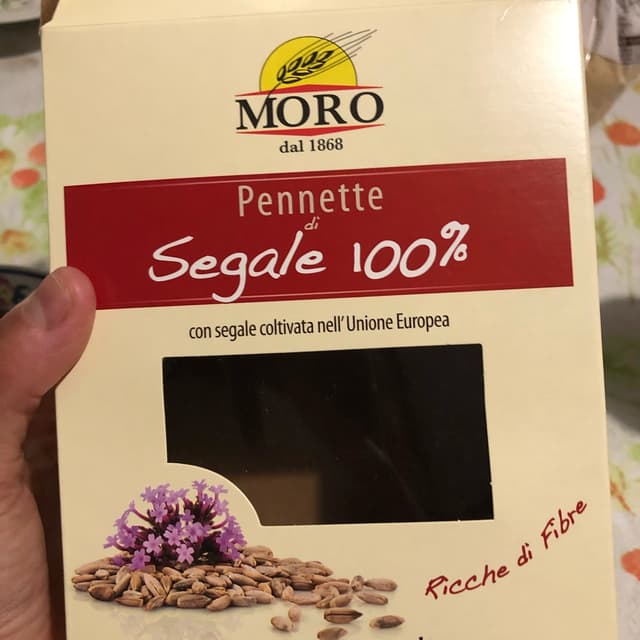 MORO
dal 1868
Pennette
di
Segale 100%
con segale coltivata nell'Unione Europea
Ricche di Fibre